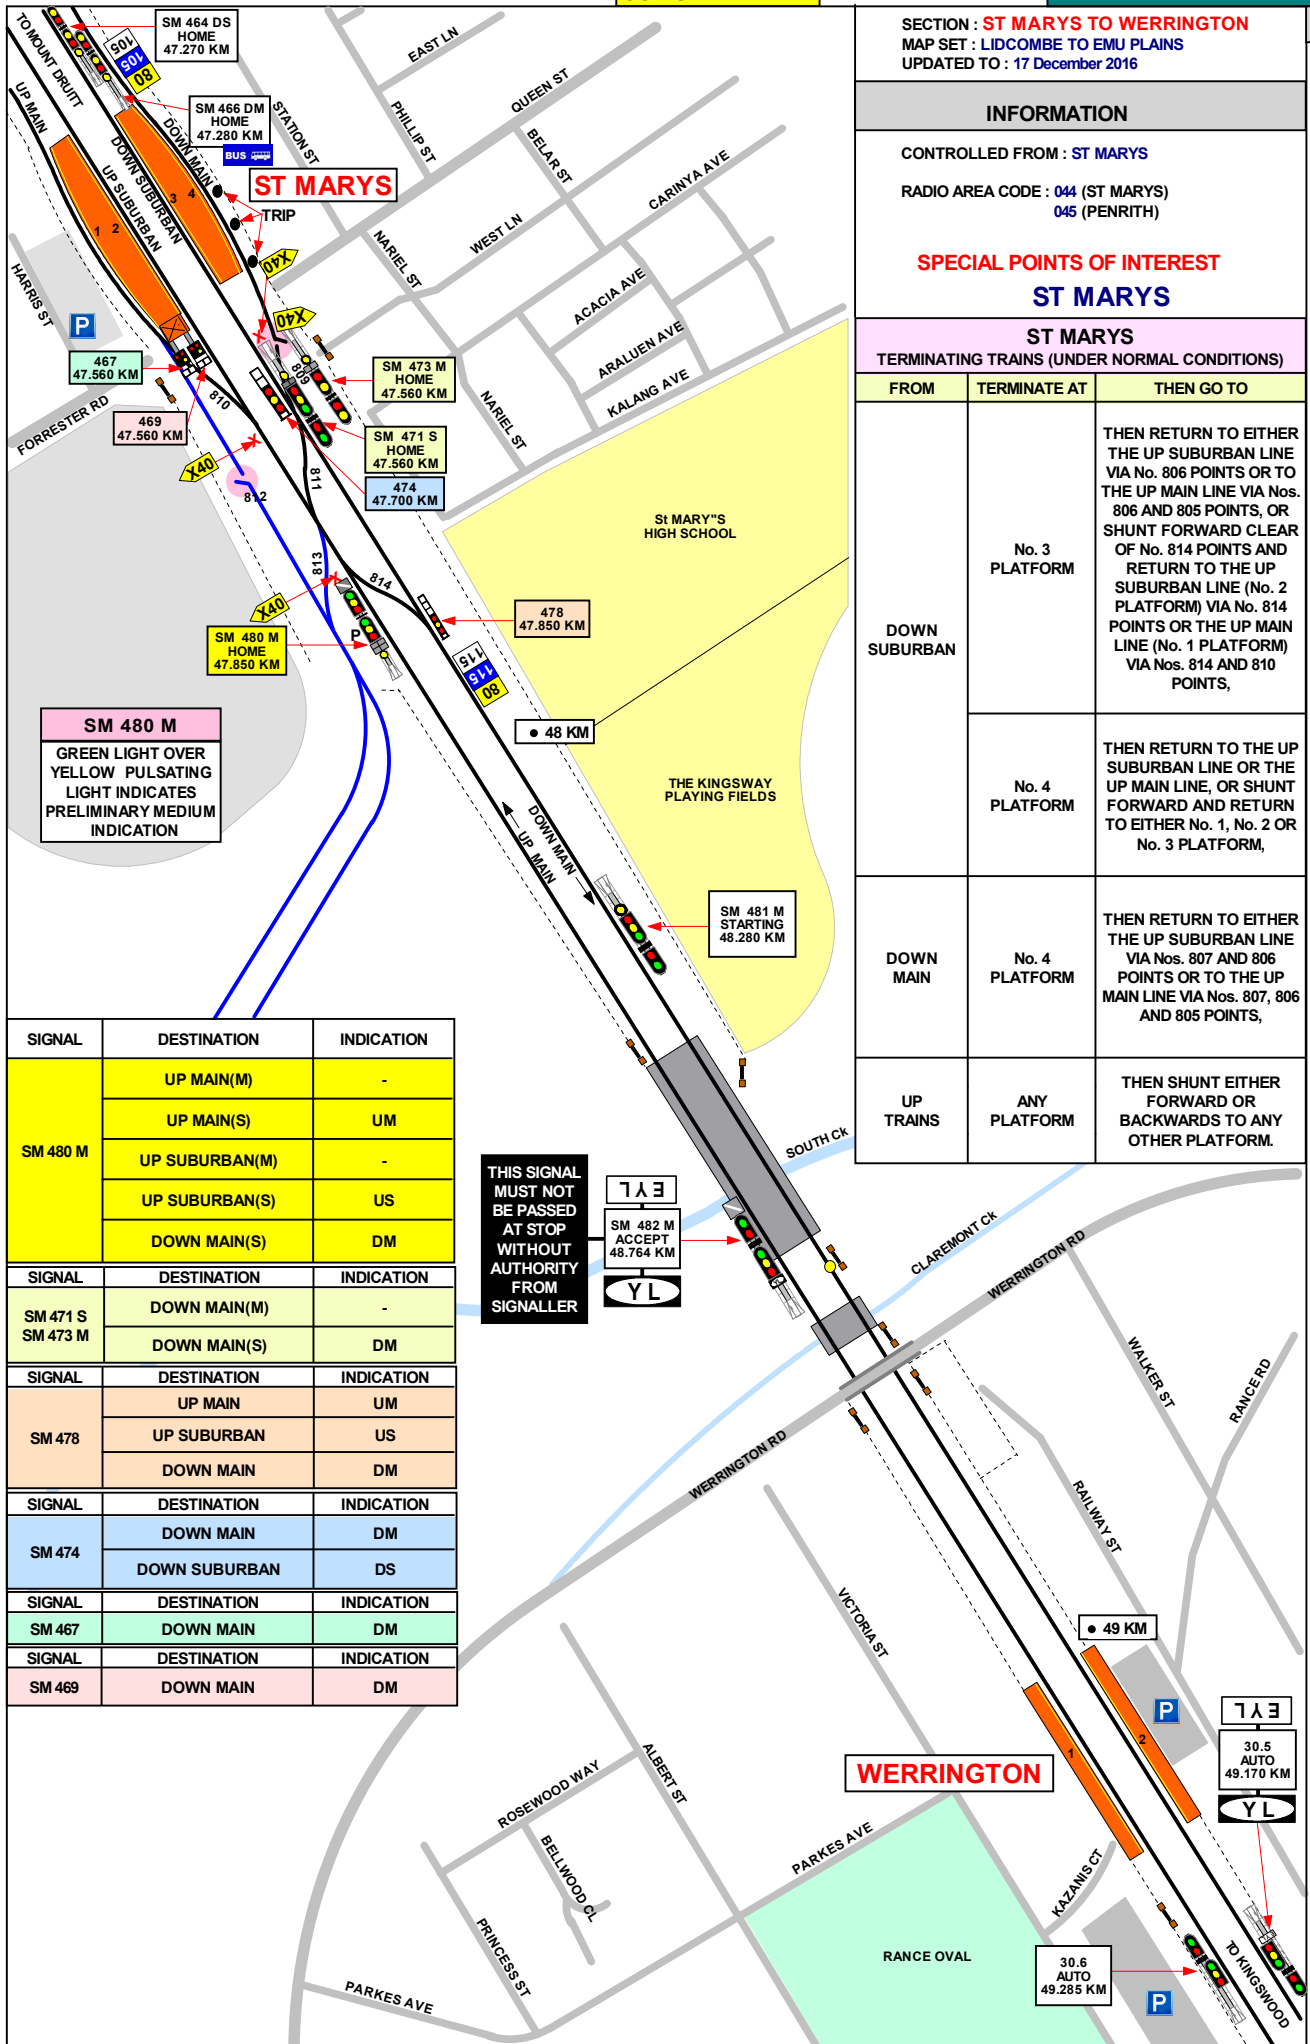 SECTION : ST MARYS TO WERRINGTON
MAP SET : LIDCOMBE TO EMU PLAINS
UPDATED TO : 17 December 2016
INFORMATION
CONTROLLED FROM : ST MARYS
RADIO AREA CODE : 044 (ST MARYS)
045 (PENRITH)
SPECIAL POINTS OF INTEREST
ST MARYS
ST MARYS
TERMINATING TRAINS (UNDER NORMAL CONDITIONS)
FROM TERMINATE AT THEN GO TO
DOWN
SUBURBAN
No. 3
PLATFORM
THEN RETURN TO EITHER
THE UP SUBURBAN LINE
VIA No. 806 POINTS OR TO
THE UP MAIN LINE VIA Nos.
806 AND 805 POINTS, OR
SHUNT FORWARD CLEAR
OF No. 814 POINTS AND
RETURN TO THE UP
SUBURBAN LINE (No. 2
PLATFORM) VIA No. 814
POINTS OR THE UP MAIN
LINE (No. 1 PLATFORM)
VIA Nos. 814 AND 810
POINTS,
No. 4
PLATFORM
THEN RETURN TO THE UP
SUBURBAN LINE OR THE
UP MAIN LINE, OR SHUNT
FORWARD AND RETURN
TO EITHER No. 1, No. 2 OR
No. 3 PLATFORM,
DOWN
MAIN
No. 4
PLATFORM
THEN RETURN TO EITHER
THE UP SUBURBAN LINE
VIA Nos. 807 AND 806
POINTS OR TO THE UP
MAIN LINE VIA Nos. 807, 806
AND 805 POINTS,
UP
TRAINS
ANY
PLATFORM
THEN SHUNT EITHER
FORWARD OR
BACKWARDS TO ANY
OTHER PLATFORM.
TO MOUNT DRUITT
UP MAIN
SM 464 DS
HOME
47.270 KM
105
105
80
SM 466 DM
HOME
47.280 KM
BUS
DOWN MAIN
DOWN SUBURBAN
UP SUBURBAN
ST MARYS
TRIP
1
2
3
4
STATION ST
EAST LN
PHILLIP ST
QUEEN ST
BELAR ST
CARINYA AVE
WEST LN
NARIEL ST
ACACIA AVE
ARALUEN AVE
KALANG AVE
NARIEL ST
HARRIS ST
P
FORRESTER RD
467
47.560 KM
469
47.560 KM
X40
X40
X40
X40
809
810
811
812
813
814
SM 473 M
HOME
47.560 KM
SM 471 S
HOME
47.560 KM
474
47.700 KM
478
47.850 KM
P
SM 480 M
HOME
47.850 KM
115
115
80
St MARY"S
HIGH SCHOOL
48 KM
THE KINGSWAY
PLAYING FIELDS
SM 480 M
GREEN LIGHT OVER
YELLOW PULSATING
LIGHT INDICATES
PRELIMINARY MEDIUM
INDICATION
DOWN MAIN
UP MAIN
SM 481 M
STARTING
48.280 KM
SOUTH Ck
CLAREMONT Ck
WERRINGTON RD
WERRINGTON RD
THIS SIGNAL
MUST NOT
BE PASSED
AT STOP
WITHOUT
AUTHORITY
FROM
SIGNALLER
EYL
SM 482 M
ACCEPT
48.764 KM
YL
SIGNAL DESTINATION INDICATION
SM 480 M
UP MAIN(M) -
UP MAIN(S) UM
UP SUBURBAN(M) -
UP SUBURBAN(S) US
DOWN MAIN(S) DM
SIGNAL DESTINATION INDICATION
SM 471 S
SM 473 M
DOWN MAIN(M) -
DOWN MAIN(S) DM
SIGNAL DESTINATION INDICATION
SM 478
UP MAIN UM
UP SUBURBAN US
DOWN MAIN DM
SIGNAL DESTINATION INDICATION
SM 474
DOWN MAIN DM
DOWN SUBURBAN DS
SIGNAL DESTINATION INDICATION
SM 467 DOWN MAIN DM
SIGNAL DESTINATION INDICATION
SM 469 DOWN MAIN DM
WALKER ST
RANCE RD
RAILWAY ST
VICTORIA ST
49 KM
1
2
P
WERRINGTON
EYL
30.5
AUTO
49.170 KM
YL
ALBERT ST
ROSEWOOD WAY
BELLWOOD CL
PRINCESS ST
PARKES AVE
PARKES AVE
KAZANIS CT
RANCE OVAL
30.6
AUTO
49.285 KM
P
TO KINGSWOOD